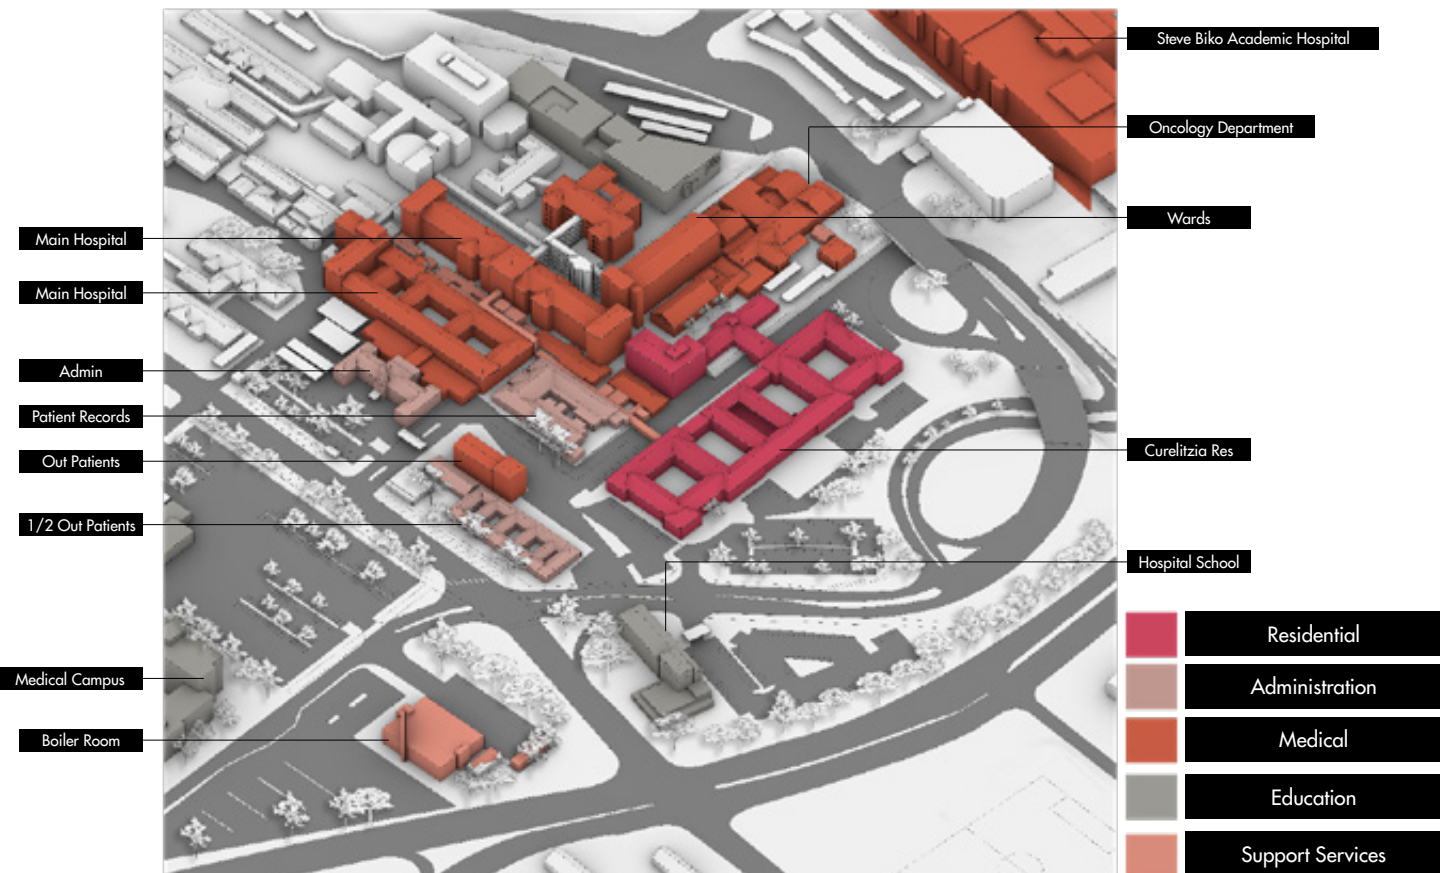 Steve Biko Academic Hospital
Oncology Department
Wards
Main Hospital
Main Hospital
Admin
Patient Records
Out Patients
Curelitzia Res
1/2 Out Patients
Hospital School
Residential
Medical Campus
Administration
Boiler Room
Medical
Education
Support Services